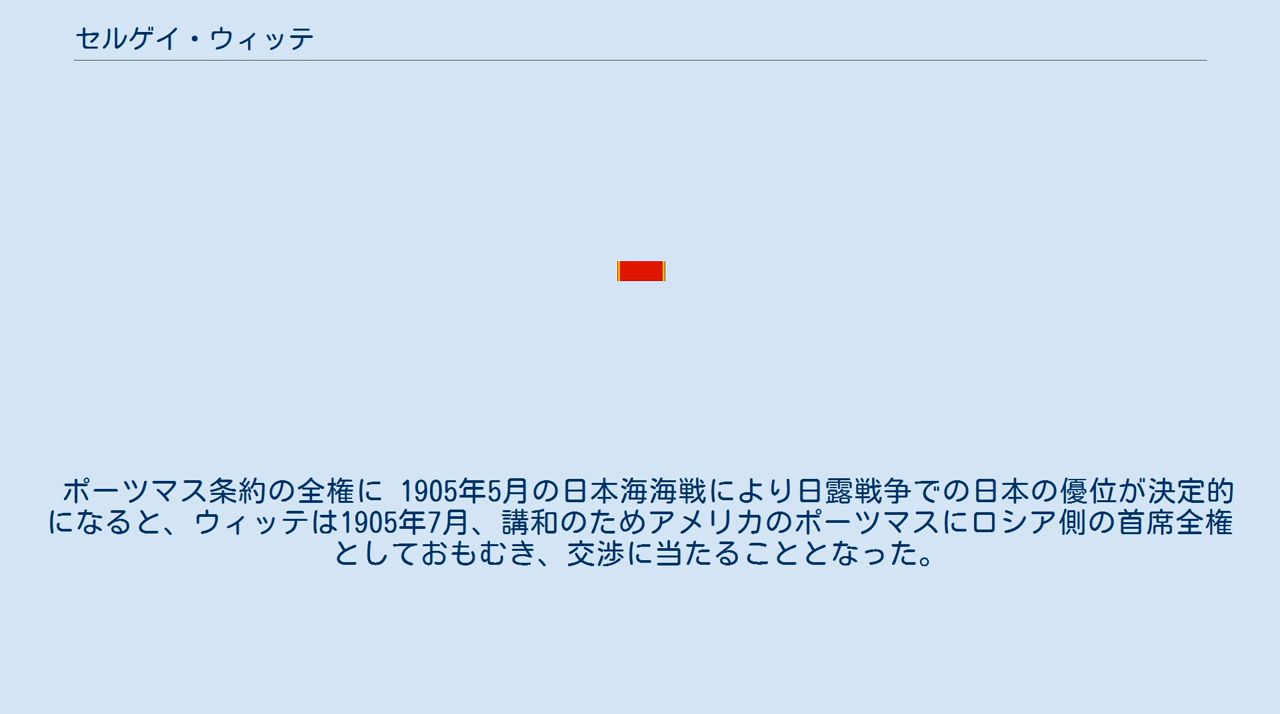 セルゲイ・ウィッテ
ポーツマス条約の全権に 1905年5月の日本海海戦により日露戦争での日本の優位が決定的
になると、ウィッテは1905年7月、講和のためアメリカのポーツマスにロシア側の首席全権
としておもむき、交渉に当たることとなった。